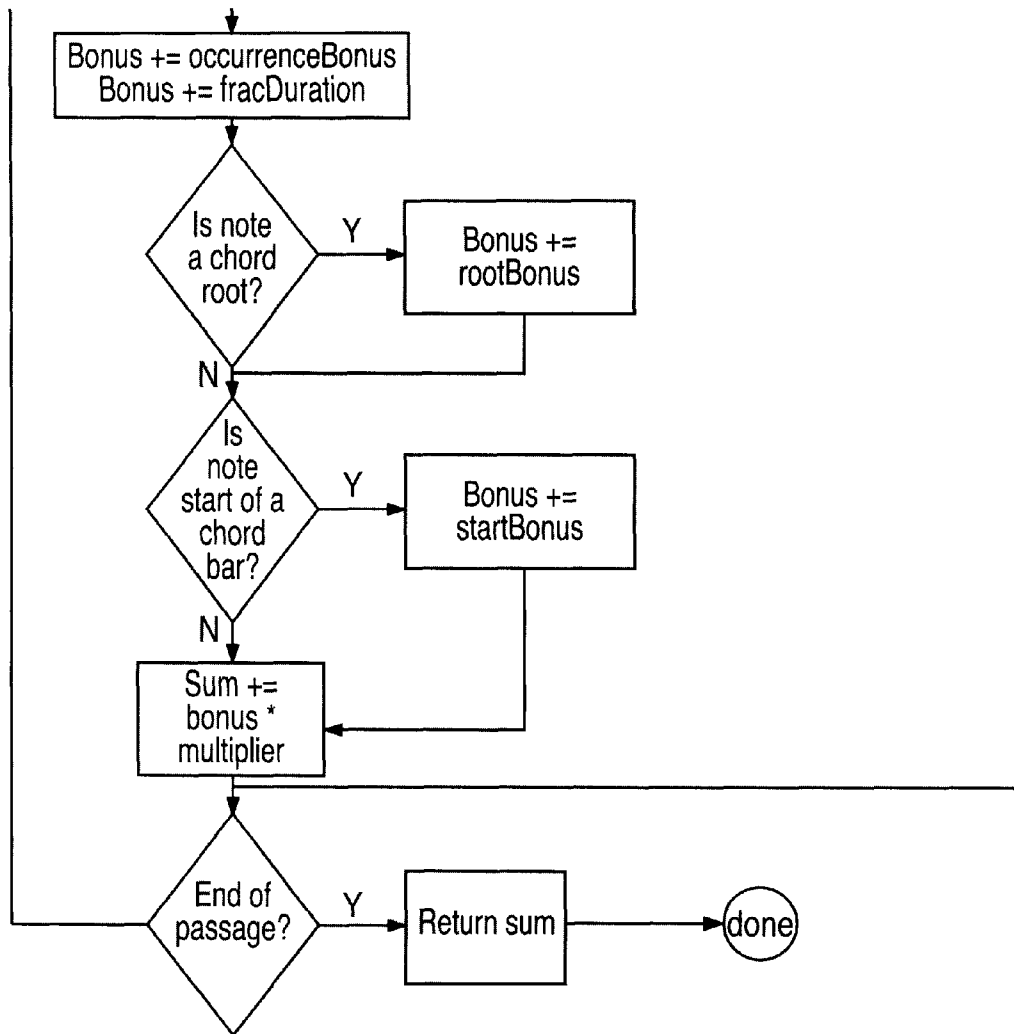 Bonus += occurrenceBonus
Bonus += fracDuration
Is note
a chord
root?
Y
Bonus +=
rootBonus
N
Is
note
start of a
chord
bar?
Y
Bonus +=
startBonus
N
Sum +=
bonus *
multiplier
End of
passage?
Y
Return sum
done